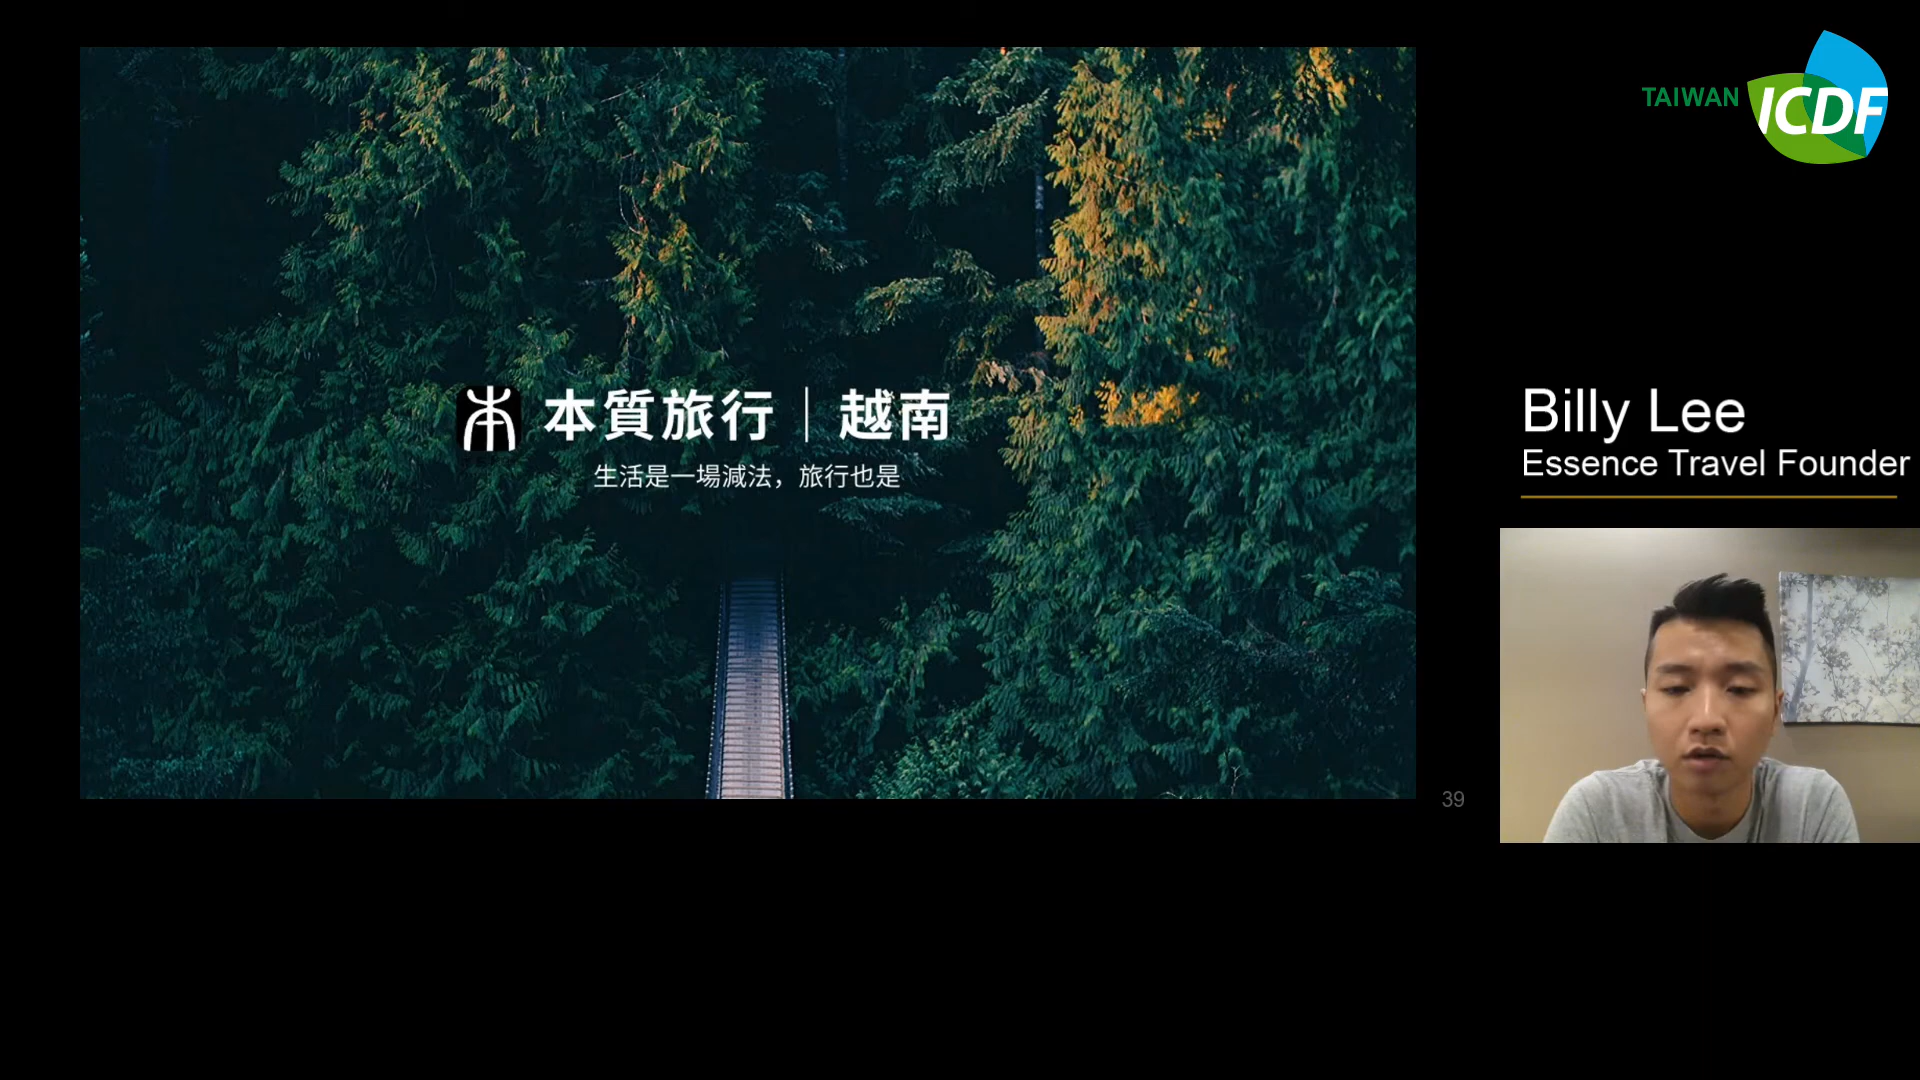 TAIWAN ICDF
本 本質旅行｜越南
生活是一場減法，旅行也是
Billy Lee
Essence Travel Founder
39